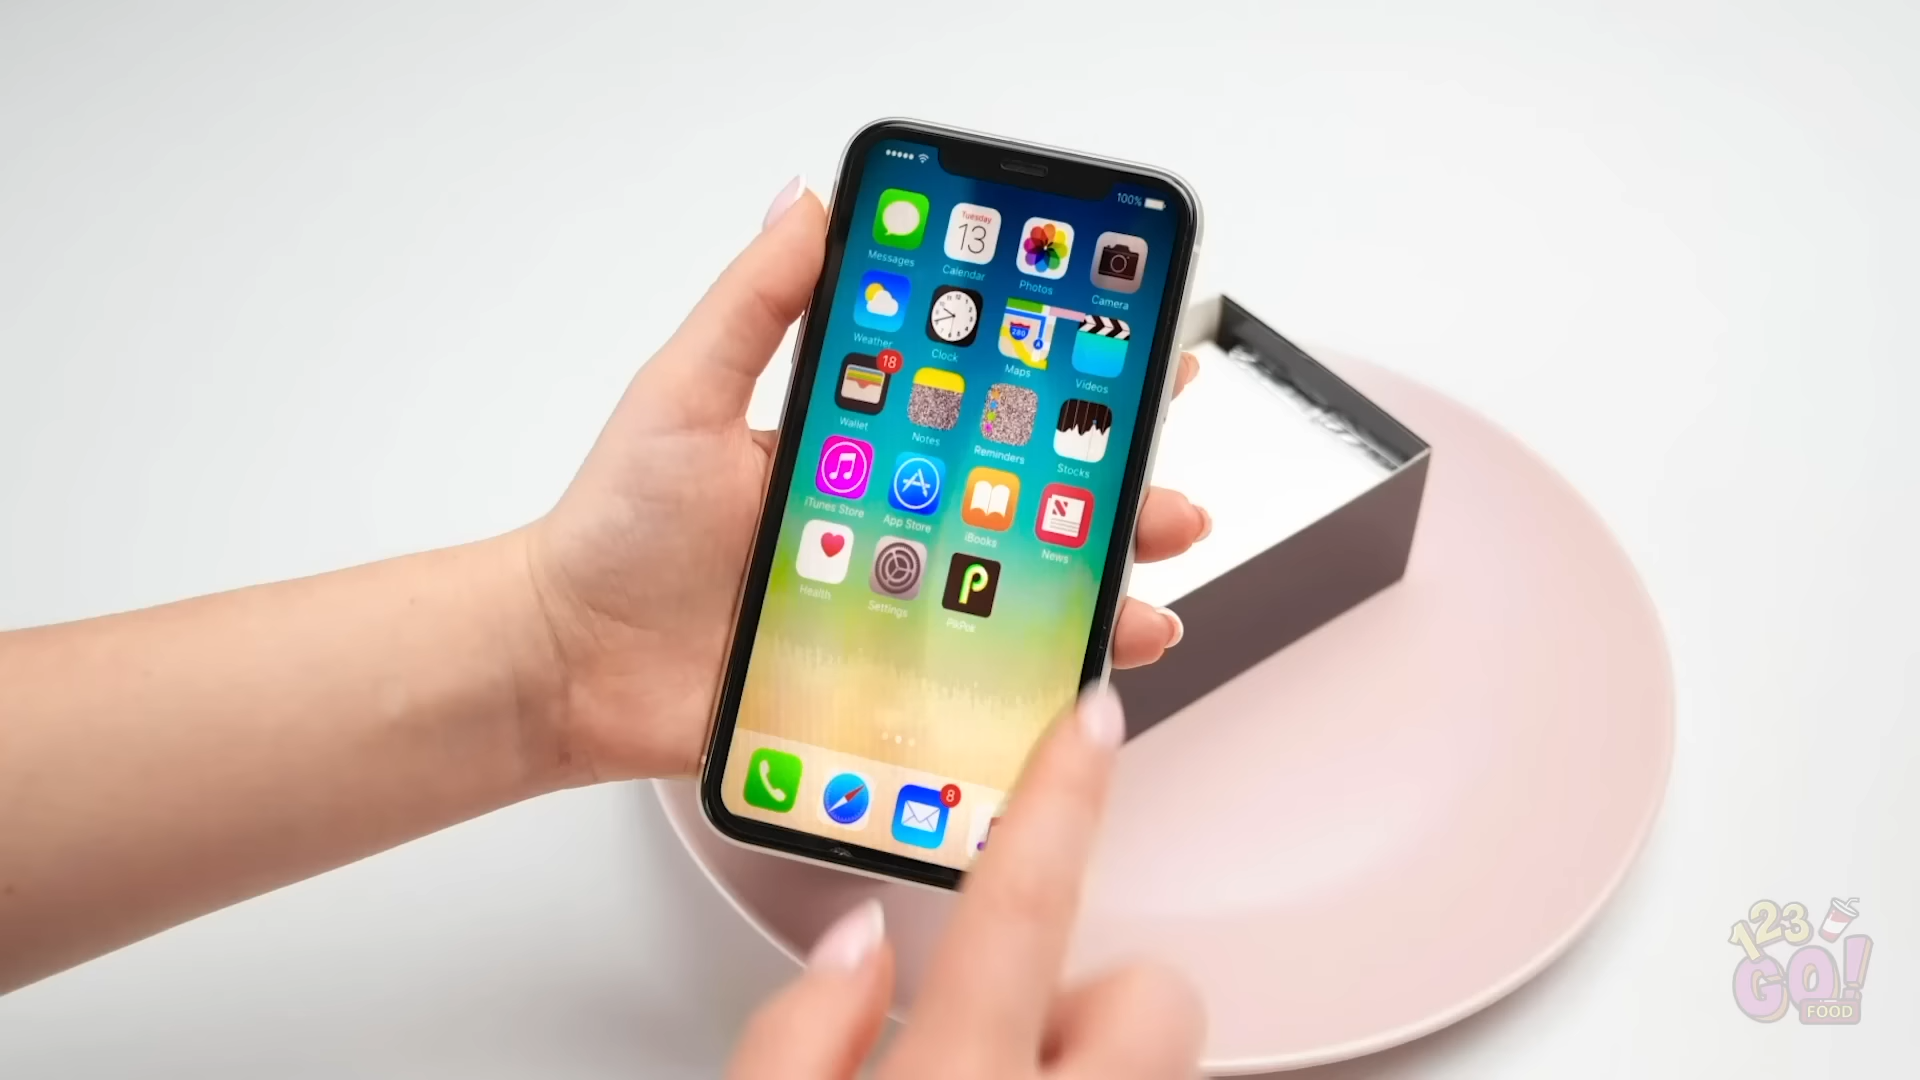 100%
Messages
Tuesday
13
Calendar
Photos
Camera
Weather
Clock
280
Maps
Videos
18
Wallet
Notes
Reminders
Stocks
iTunes Store
App Store
iBooks
News
Health
Settings
P
8
123
GO!
FOOD